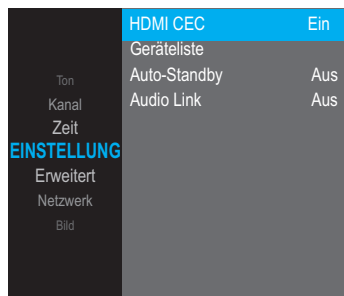 Ton
Kanal
Zeit
EINSTELLUNG
Erweitert
Netzwerk
Bild
HDMI CEC Ein
Geräteliste
Auto-Standby Aus
Audio Link Aus